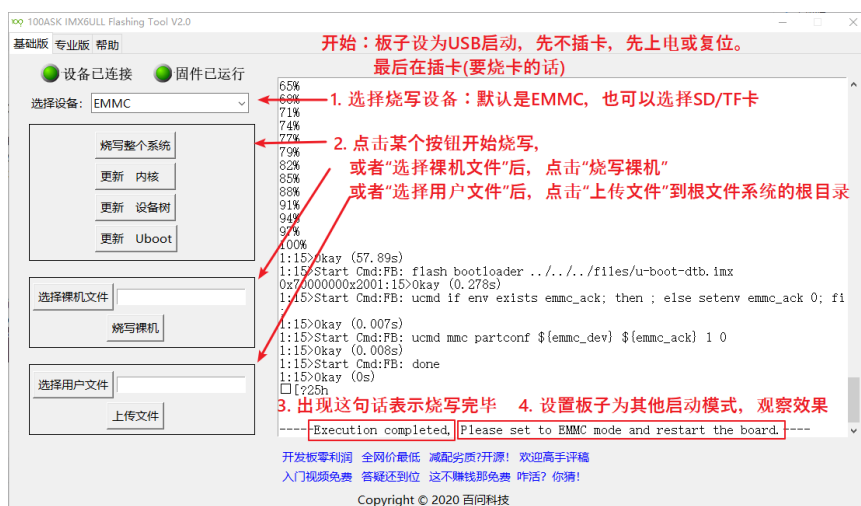 100ASK IMX6ULL Flashing Tool V2.0
基础版 专业版 帮助
开始：板子设为USB启动，先不插卡，先上电或复位。
最后在插卡(要烧卡的话)
设备已连接 固件已运行
选择设备: EMMC
1. 选择烧写设备：默认是EMMC，也可以选择SD/TF卡
65%
68%
71%
74%
77%
79%
82%
85%
88%
91%
94%
97%
100%
烧写整个系统
更新 内核
更新 设备树
更新 Uboot
2. 点击某个按钮开始烧写，
或者“选择裸机文件”后，点击“烧写裸机”
或者“选择用户文件”后，点击“上传文件”到根文件系统的根目录
1:15>Okay (57.89s)
1:15>Start Cmd:FB: flash bootloader ../../../files/u-boot-dtb.imx
0x70000000x2001:15>Okay (0.278s)
1:15>Start Cmd:FB: ucmd if env exists emmc_ack; then ; else setenv emmc_ack 0; fi
;
1:15>Okay (0.007s)
1:15>Start Cmd:FB: ucmd mmc partconf ${emmc_dev} ${emmc_ack} 1 0
1:15>Okay (0.008s)
1:15>Start Cmd:FB: done
1:15>Okay (0s)
□[?25h
选择裸机文件
烧写裸机
选择用户文件
上传文件
3. 出现这句话表示烧写完毕 4. 设置板子为其他启动模式，观察效果
-----Execution completed, Please set to EMMC mode and restart the board.----
开发板零利润 全网价最低 减配劣质?开源! 欢迎高手评稿
入门视频免费 答疑还到位 这不赚钱那免费 咋活? 你猜!
Copyright © 2020 百问科技